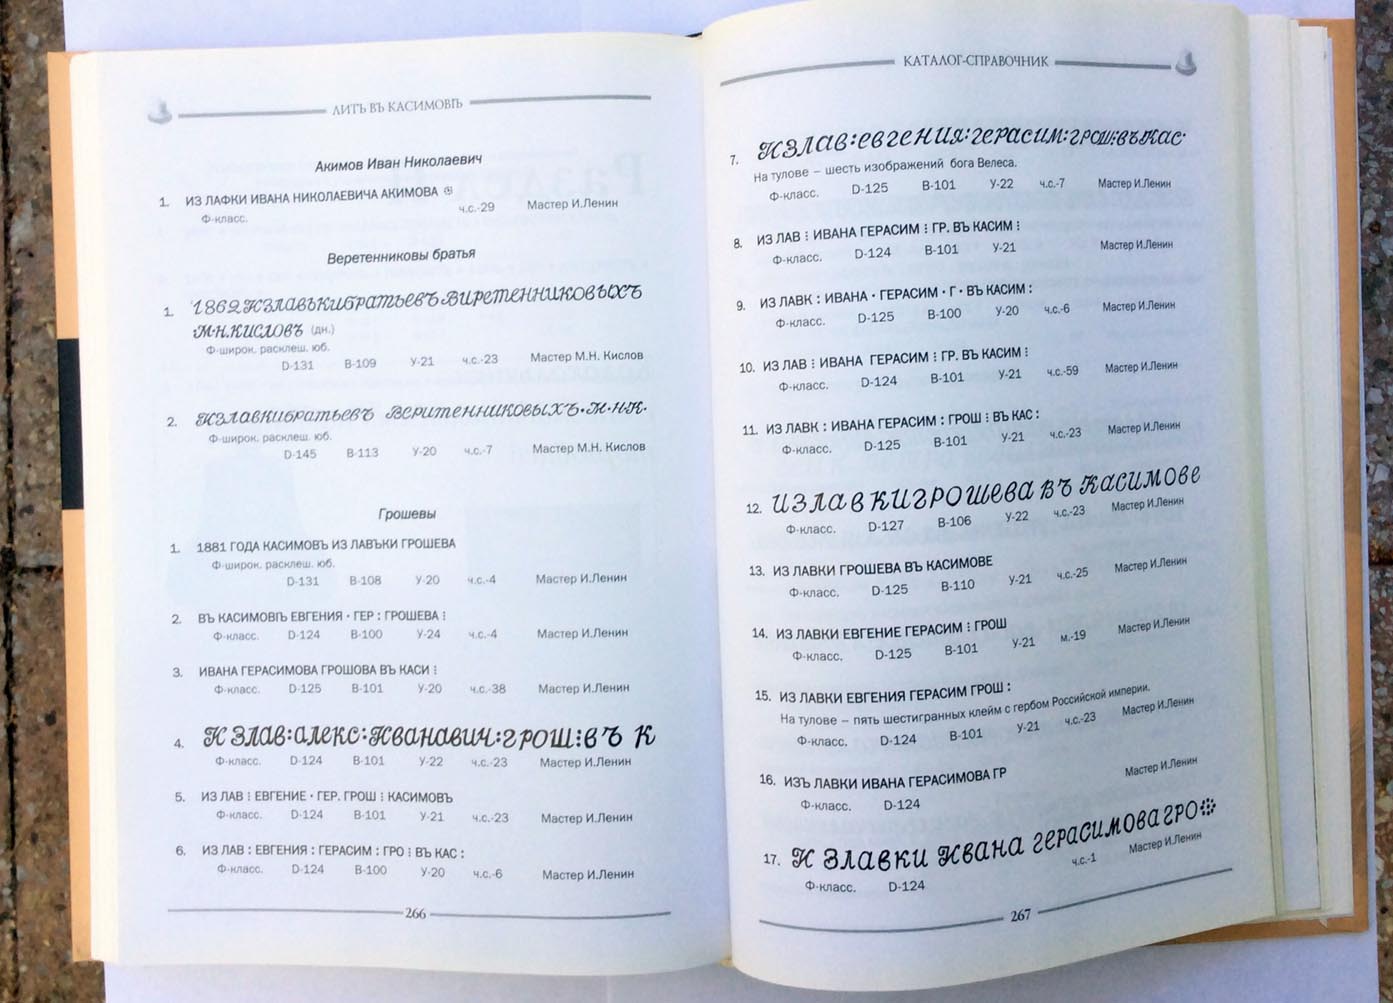 ЛИТЬ ВЪ КАСИМОВѢ
Акимов Иван Николаевич
1. ИЗ ЛАФКИ ИВАНА НИКОЛАЕВИЧА АКИМОВА
Ф-класс. ч.с.-29 Мастер И.Ленин
Веретенниковы братья
1. 1862 ИЗЛАВЬКИБРАТЬЕВЪ ВИРЕТЕННИКОВЫХЪ
·М·Н.КИСЛОВЪ (дн.)
Ф-широк. расклеш. юб.
D-131 В-109 У-21 ч.с.-23 Мастер М.Н. Кислов
2. ИЗЛАВКИБРАТЬЕВЪ ВЕРИТЕННИКОВЫХЪ·М·Н·К·
Ф-широк. расклеш. юб.
D-145 В-113 У-20 ч.с.-7 Мастер М.Н. Кислов
Грошевы
1. 1881 ГОДА КАСИМОВЪ ИЗ ЛАВЪКИ ГРОШЕВА
Ф-широк. расклеш. юб.
D-131 В-108 У-20 ч.с.-4 Мастер И.Ленин
2. ВЪ КАСИМОВѢ ЕВГЕНИЯ · ГЕР : ГРОШЕВА ⁝
Ф-класс. D-124 В-100 У-24 ч.с.-4 Мастер И.Ленин
3. ИВАНА ГЕРАСИМОВА ГРОШОВА ВЪ КАСИ ⁝
Ф-класс. D-125 В-101 У-20 ч.с.-38 Мастер И.Ленин
4. И ЗЛАВ:АЛЕКС:ИВАНАВИЧ:ГРОШ⁝ВЪ К
Ф-класс. D-124 В-101 У-22 ч.с.-23 Мастер И.Ленин
5. ИЗ ЛАВ ⁝ ЕВГЕНИЕ · ГЕР. ГРОШ ⁝ КАСИМОВЪ
Ф-класс. D-124 В-101 У-21 ч.с.-23 Мастер И.Ленин
6. ИЗ ЛАВ : ЕВГЕНИЯ : ГЕРАСИМ : ГРО ⁝ ВЪ КАС :
Ф-класс. D-124 В-100 У-20 ч.с.-6 Мастер И.Ленин
266
КАТАЛОГ-СПРАВОЧНИК
7. ИЗЛАВ:ЕВГЕНИЯ:ГЕРАСИМ:ГРОШ:ВЪКАС·
На тулове – шесть изображений бога Велеса.
Ф-класс. D-125 В-101 У-22 ч.с.-7 Мастер И.Ленин
8. ИЗ ЛАВ ⁝ ИВАНА ГЕРАСИМ ⁝ ГР. ВЪ КАСИМ ⁝
Ф-класс. D-124 В-101 У-21 Мастер И.Ленин
9. ИЗ ЛАВК : ИВАНА · ГЕРАСИМ · Г · ВЪ КАСИМ :
Ф-класс. D-125 В-100 У-20 ч.с.-6 Мастер И.Ленин
10. ИЗ ЛАВ ⁝ ИВАНА ГЕРАСИМ ⁝ ГР. ВЪ КАСИМ ⁝
Ф-класс. D-124 В-101 У-21 ч.с.-59 Мастер И.Ленин
11. ИЗ ЛАВК : ИВАНА ГЕРАСИМ : ГРОШ ⁝ ВЪ КАС :
Ф-класс. D-125 В-101 У-21 ч.с.-23 Мастер И.Ленин
12. ИЗЛАВКИГРОШЕВА ВЪ КАСИМОВЕ
Ф-класс. D-127 В-106 У-22 ч.с.-23 Мастер И.Ленин
13. ИЗ ЛАВКИ ГРОШЕВА ВЪ КАСИМОВЕ
Ф-класс. D-125 В-110 У-21 ч.с.-25 Мастер И.Ленин
14. ИЗ ЛАВКИ ЕВГЕНИЕ ГЕРАСИМ ⁝ ГРОШ
Ф-класс. D-125 В-101 У-21 м.-19 Мастер И.Ленин
15. ИЗ ЛАВКИ ЕВГЕНИЯ ГЕРАСИМ ГРОШ :
На тулове – пять шестигранных клейм с гербом Российской империи.
Ф-класс. D-124 В-101 У-21 ч.с.-23 Мастер И.Ленин
16. ИЗЪ ЛАВКИ ИВАНА ГЕРАСИМОВА ГР
Ф-класс. D-124 Мастер И.Ленин
17. И ЗЛАВКИ ИВАНА ГЕРАСИМОВАГРО
Ф-класс. D-124 ч.с.-1 Мастер И.Ленин
267